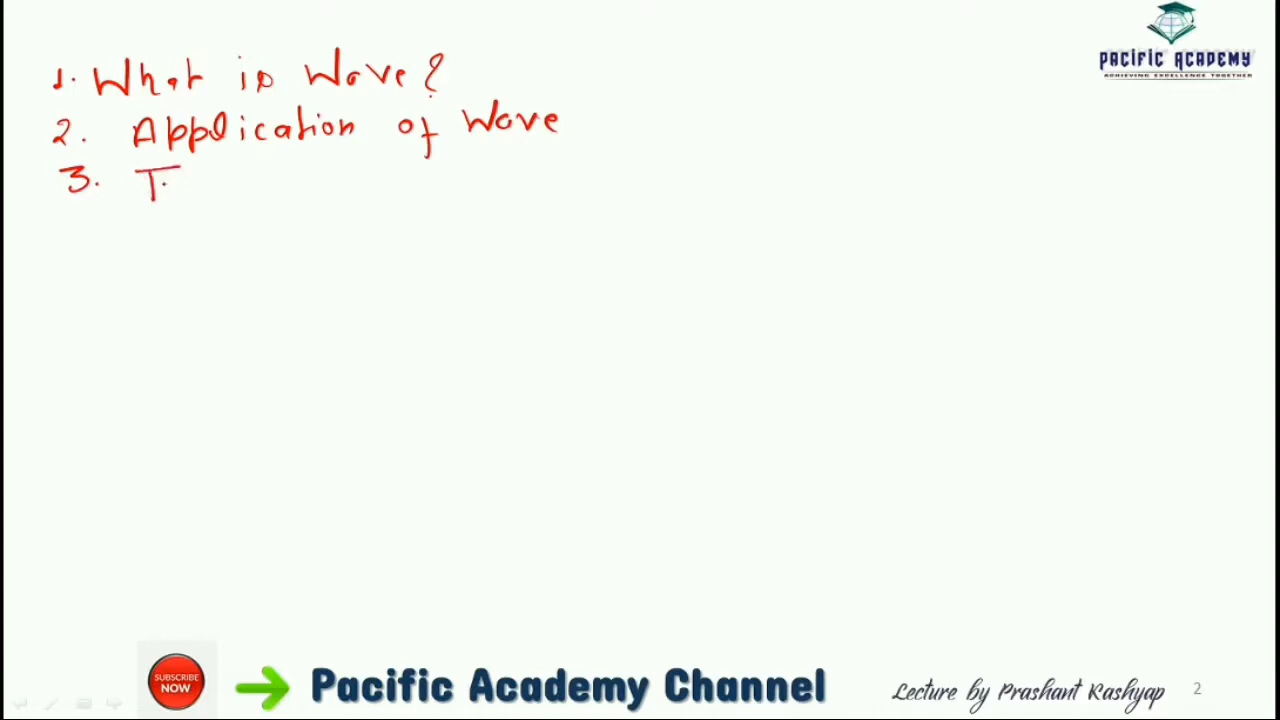 PACIFIC ACADEMY
ACHIEVING EXCELLENCE TOGETHER
1. What is Wave?
2. Application of Wave
3. T
SUBSCRIBE
NOW
Pacific Academy Channel
Lecture by Prashant Kashyap
2